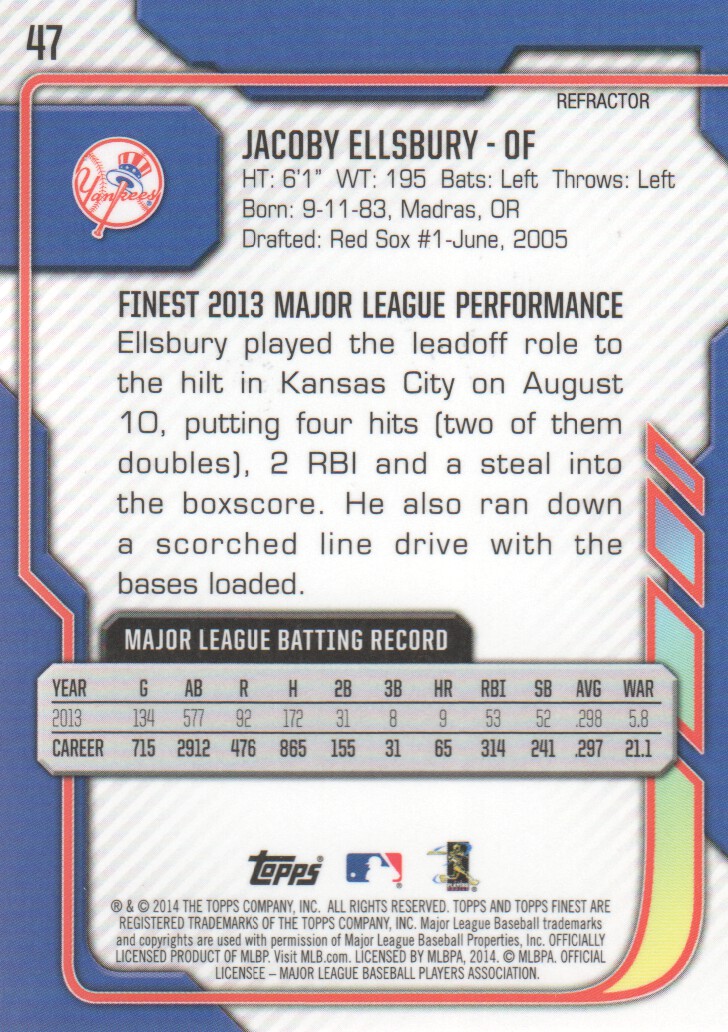 47
REFRACTOR
Yankees
JACOBY ELLSBURY - OF
HT: 6'1" WT: 195 Bats: Left Throws: Left
Born: 9-11-83, Madras, OR
Drafted: Red Sox #1-June, 2005
FINEST 2013 MAJOR LEAGUE PERFORMANCE
Ellsbury played the leadoff role to
the hilt in Kansas City on August
10, putting four hits (two of them
doubles), 2 RBI and a steal into
the boxscore. He also ran down
a scorched line drive with the
bases loaded.
MAJOR LEAGUE BATTING RECORD
YEAR G AB R H 2B 3B HR RBI SB AVG WAR
2013 134 577 92 172 31 8 9 53 52 .298 5.8
CAREER 715 2912 476 865 155 31 65 314 241 .297 21.1
Topps®
® & © 2014 THE TOPPS COMPANY, INC. ALL RIGHTS RESERVED. TOPPS AND TOPPS FINEST ARE
REGISTERED TRADEMARKS OF THE TOPPS COMPANY, INC. Major League Baseball trademarks
and copyrights are used with permission of Major League Baseball Properties, Inc. OFFICIALLY
LICENSED PRODUCT OF MLBP. Visit MLB.com. LICENSED BY MLBPA, 2014. © MLBPA. OFFICIAL
LICENSEE – MAJOR LEAGUE BASEBALL PLAYERS ASSOCIATION.